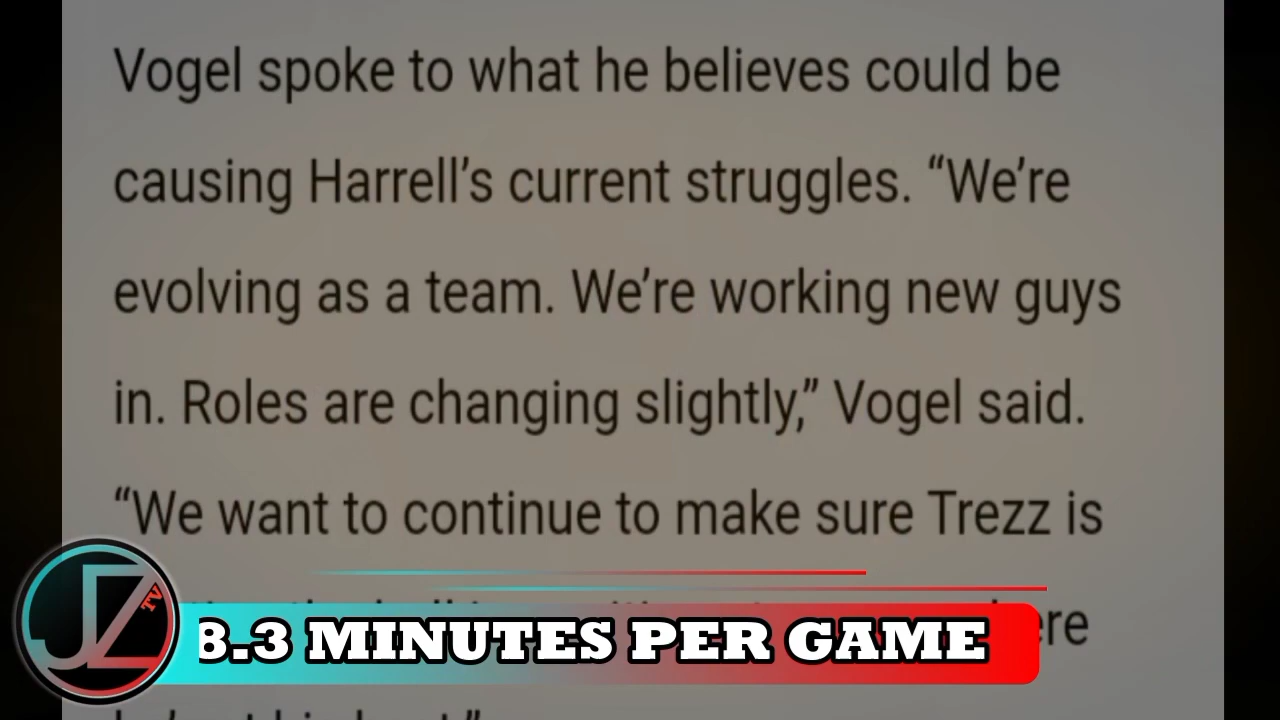 Vogel spoke to what he believes could be
causing Harrell’s current struggles. “We’re
evolving as a team. We’re working new guys
in. Roles are changing slightly,” Vogel said.
“We want to continue to make sure Trezz is
8.3 MINUTES PER GAME
JZ TV